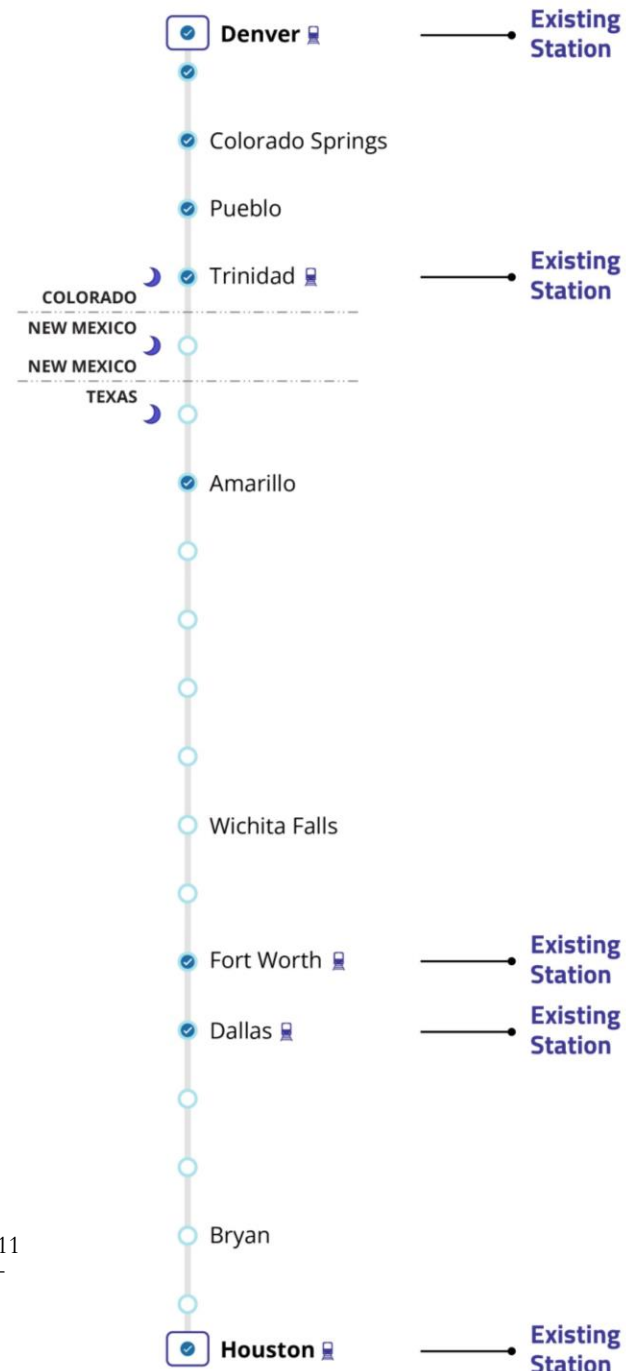 Denver
Existing
Station
Colorado Springs
Pueblo
Trinidad
Existing
Station
COLORADO
NEW MEXICO
NEW MEXICO
TEXAS
Amarillo
Wichita Falls
Fort Worth
Existing
Station
Dallas
Existing
Station
11
Bryan
Houston
Existing
Station